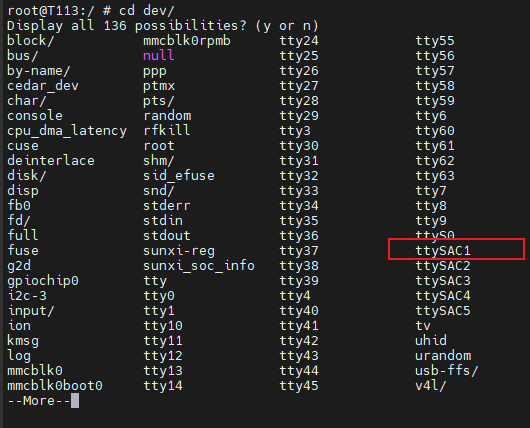 root@T113:/ # cd dev/
Display all 136 possibilities? (y or n)
block/ mmcblk0rpmb tty24 tty55
bus/ null tty25 tty56
by-name/ ppp tty26 tty57
cedar_dev ptmx tty27 tty58
char/ pts/ tty28 tty59
console random tty29 tty6
cpu_dma_latency rfkill tty3 tty60
cuse root tty30 tty61
deinterlace shm/ tty31 tty62
disk/ sid_efuse tty32 tty63
disp snd/ tty33 tty7
fb0 stderr tty34 tty8
fd/ stdin tty35 tty9
full stdout tty36 ttyS0
fuse sunxi-reg tty37 ttySAC1
g2d sunxi_soc_info tty38 ttySAC2
gpiochip0 tty tty39 ttySAC3
i2c-3 tty0 tty4 ttySAC4
input/ tty1 tty40 ttySAC5
ion tty10 tty41 tv
kmsg tty11 tty42 uhid
log tty12 tty43 urandom
mmcblk0 tty13 tty44 usb-ffs/
mmcblk0boot0 tty14 tty45 v4l/
--More--